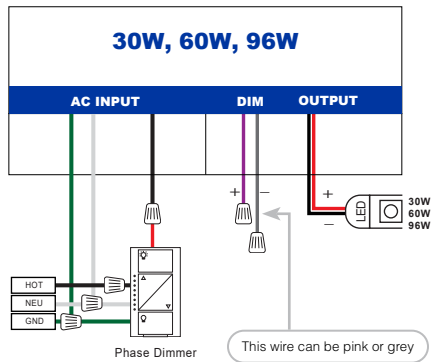 30W, 60W, 96W
AC INPUT DIM OUTPUT
+ −
+
−
LED
30W
60W
96W
HOT
NEU
GND
Phase Dimmer
This wire can be pink or grey